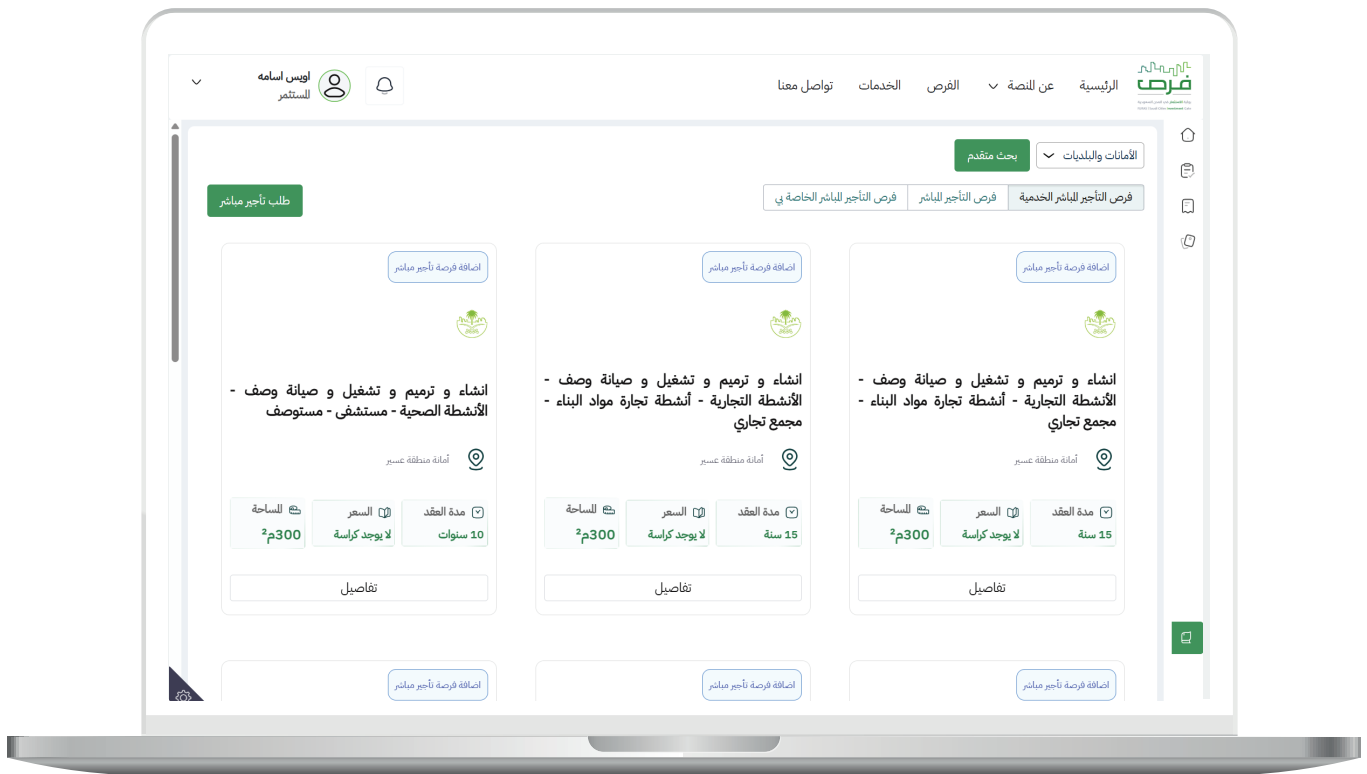 فرص
الرئيسية
عن المنصة
الفرص
الخدمات
تواصل معنا
اويس اسامه
المستثمر
الأمانات والبلديات
بحث متقدم
فرص التأجير المباشر الخدمية
فرص التأجير المباشر
فرص التأجير المباشر الخاصة بي
طلب تأجير مباشر
اضافة فرصة تأجير مباشر
انشاء و ترميم و تشغيل و صيانة وصف -
الأنشطة التجارية - أنشطة تجارة مواد البناء -
مجمع تجاري
أمانة منطقة عسير
مدة العقد
15 سنة
السعر
لا يوجد كراسة
المساحة
300م²
تفاصيل
اضافة فرصة تأجير مباشر
انشاء و ترميم و تشغيل و صيانة وصف -
الأنشطة التجارية - أنشطة تجارة مواد البناء -
مجمع تجاري
أمانة منطقة عسير
مدة العقد
15 سنة
السعر
لا يوجد كراسة
المساحة
300م²
تفاصيل
اضافة فرصة تأجير مباشر
انشاء و ترميم و تشغيل و صيانة وصف -
الأنشطة الصحية - مستشفى - مستوصف
أمانة منطقة عسير
مدة العقد
10 سنوات
السعر
لا يوجد كراسة
المساحة
300م²
تفاصيل
اضافة فرصة تأجير مباشر
اضافة فرصة تأجير مباشر
اضافة فرصة تأجير مباشر